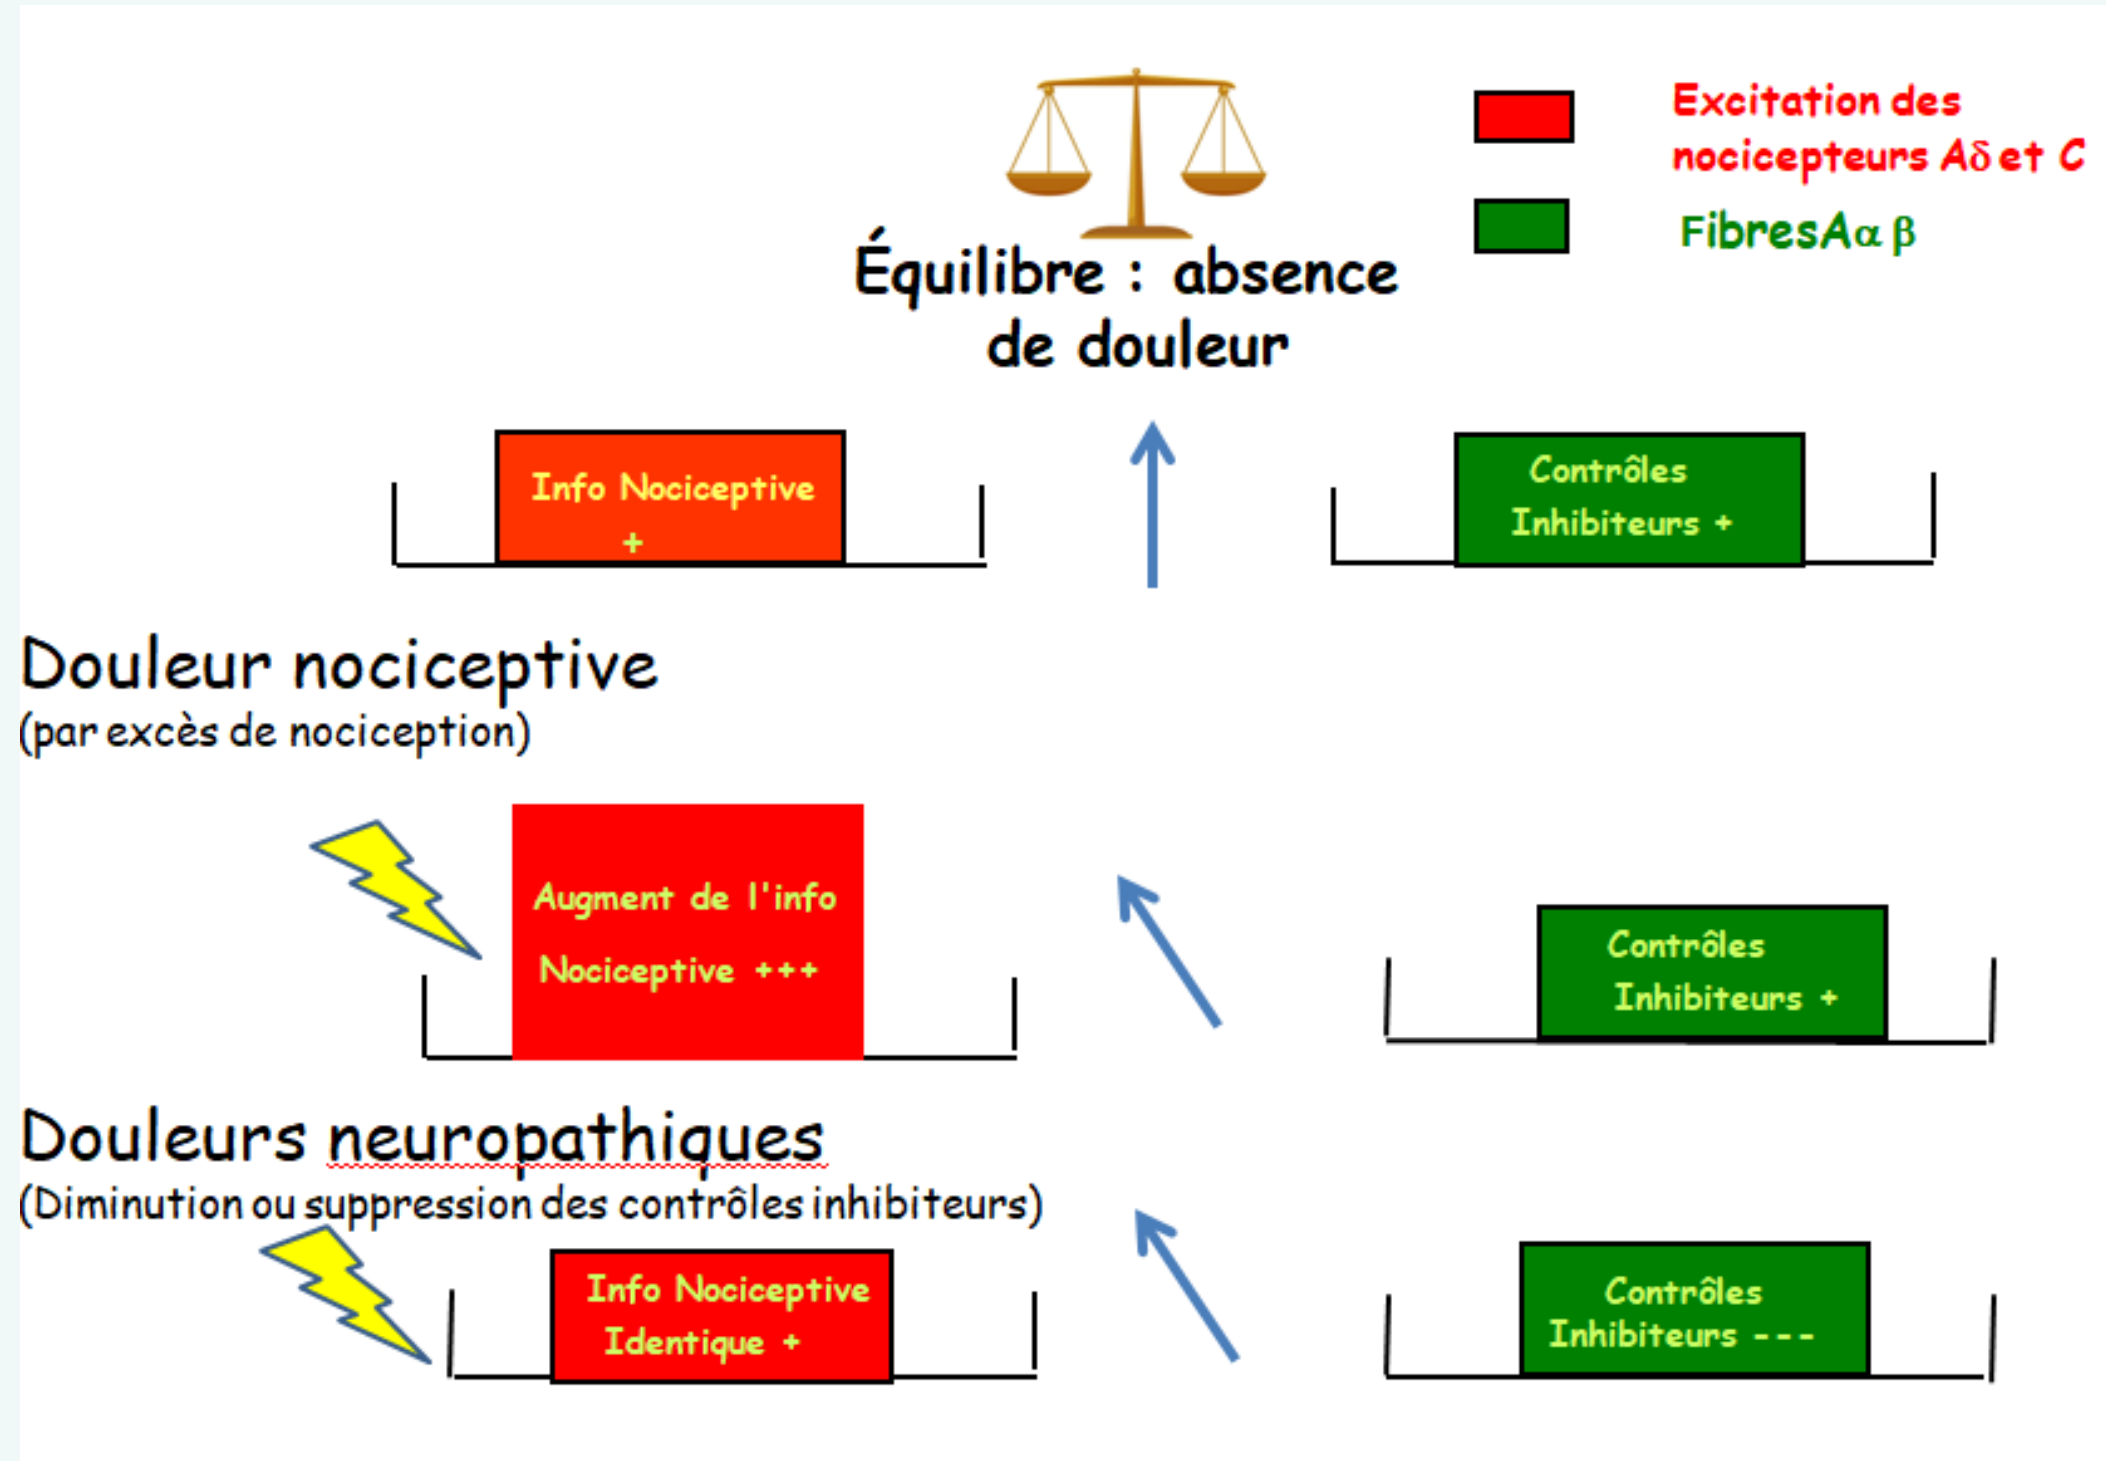 Excitation des
nocicepteurs Aδ et C
FibresAα β
Équilibre : absence
de douleur
Info Nociceptive
+
Contrôles
Inhibiteurs +
Douleur nociceptive
(par excès de nociception)
Augment de l'info
Nociceptive +++
Contrôles
Inhibiteurs +
Douleurs neuropathiques
(Diminution ou suppression des contrôles inhibiteurs)
Info Nociceptive
Identique +
Contrôles
Inhibiteurs ---